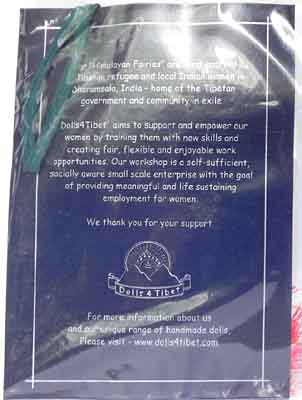 Himalayan Fairies" are
Tibetan refugee and local Indian women in
Dharamsala, India - home of the Tibetan
government and community in exile
Dolls4Tibet' aims to support and empower our
women by training them with new skills and
creating fair, flexible and enjoyable work
opportunities. Our workshop is a self-sufficient,
socially aware small scale enterprise with the goal
of providing meaningful and life sustaining
employment for women.
We thank you for your support
Dolls 4 Tibet
For more information about us
and our unique range of handmade dolls,
Please visit - www.dolls4tibet.com